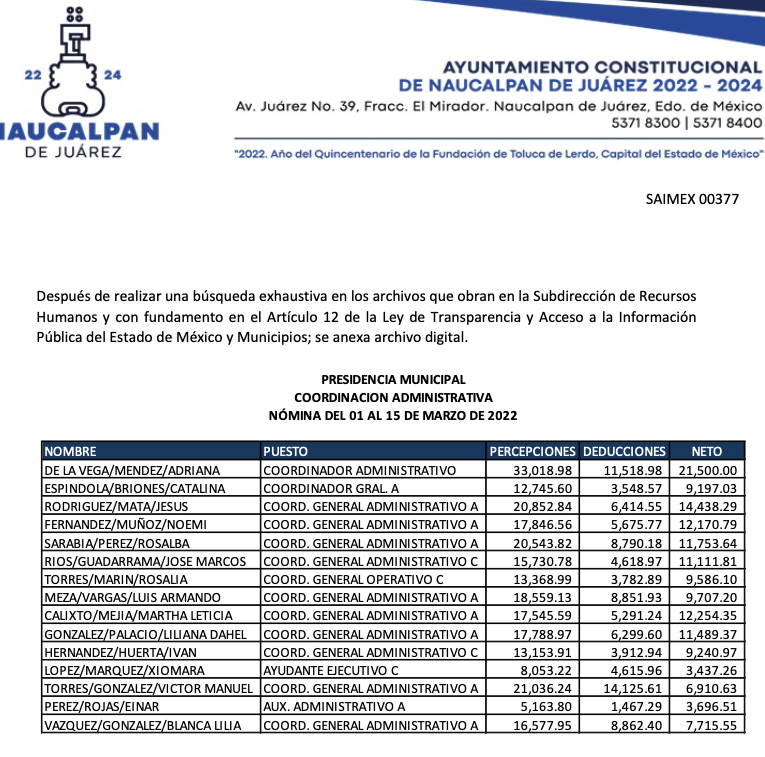 22 24
NAUCALPAN
DE JUÁREZ
AYUNTAMIENTO CONSTITUCIONAL
DE NAUCALPAN DE JUÁREZ 2022 - 2024
Av. Juárez No. 39, Fracc. El Mirador. Naucalpan de Juárez, Edo. de México
5371 8300 | 5371 8400
"2022. Año del Quincentenario de la Fundación de Toluca de Lerdo, Capital del Estado de México"
SAIMEX 00377
Después de realizar una búsqueda exhaustiva en los archivos que obran en la Subdirección de Recursos
Humanos y con fundamento en el Artículo 12 de la Ley de Transparencia y Acceso a la Información
Pública del Estado de México y Municipios; se anexa archivo digital.
PRESIDENCIA MUNICIPAL
COORDINACION ADMINISTRATIVA
NÓMINA DEL 01 AL 15 DE MARZO DE 2022
NOMBRE PUESTO PERCEPCIONES DEDUCCIONES NETO
DE LA VEGA/MENDEZ/ADRIANA COORDINADOR ADMINISTRATIVO 33,018.98 11,518.98 21,500.00
ESPINDOLA/BRIONES/CATALINA COORDINADOR GRAL. A 12,745.60 3,548.57 9,197.03
RODRIGUEZ/MATA/JESUS COORD. GENERAL ADMINISTRATIVO A 20,852.84 6,414.55 14,438.29
FERNANDEZ/MUÑOZ/NOEMI COORD. GENERAL ADMINISTRATIVO A 17,846.56 5,675.77 12,170.79
SARABIA/PEREZ/ROSALBA COORD. GENERAL ADMINISTRATIVO A 20,543.82 8,790.18 11,753.64
RIOS/GUADARRAMA/JOSE MARCOS COORD. GENERAL ADMINISTRATIVO C 15,730.78 4,618.97 11,111.81
TORRES/MARIN/ROSALIA COORD. GENERAL OPERATIVO C 13,368.99 3,782.89 9,586.10
MEZA/VARGAS/LUIS ARMANDO COORD. GENERAL ADMINISTRATIVO A 18,559.13 8,851.93 9,707.20
CALIXTO/MEJIA/MARTHA LETICIA COORD. GENERAL ADMINISTRATIVO A 17,545.59 5,291.24 12,254.35
GONZALEZ/PALACIO/LILIANA DAHEL COORD. GENERAL ADMINISTRATIVO A 17,788.97 6,299.60 11,489.37
HERNANDEZ/HUERTA/IVAN COORD. GENERAL ADMINISTRATIVO C 13,153.91 3,912.94 9,240.97
LOPEZ/MARQUEZ/XIOMARA AYUDANTE EJECUTIVO C 8,053.22 4,615.96 3,437.26
TORRES/GONZALEZ/VICTOR MANUEL COORD. GENERAL ADMINISTRATIVO A 21,036.24 14,125.61 6,910.63
PEREZ/ROJAS/EINAR AUX. ADMINISTRATIVO A 5,163.80 1,467.29 3,696.51
VAZQUEZ/GONZALEZ/BLANCA LILIA COORD. GENERAL ADMINISTRATIVO A 16,577.95 8,862.40 7,715.55